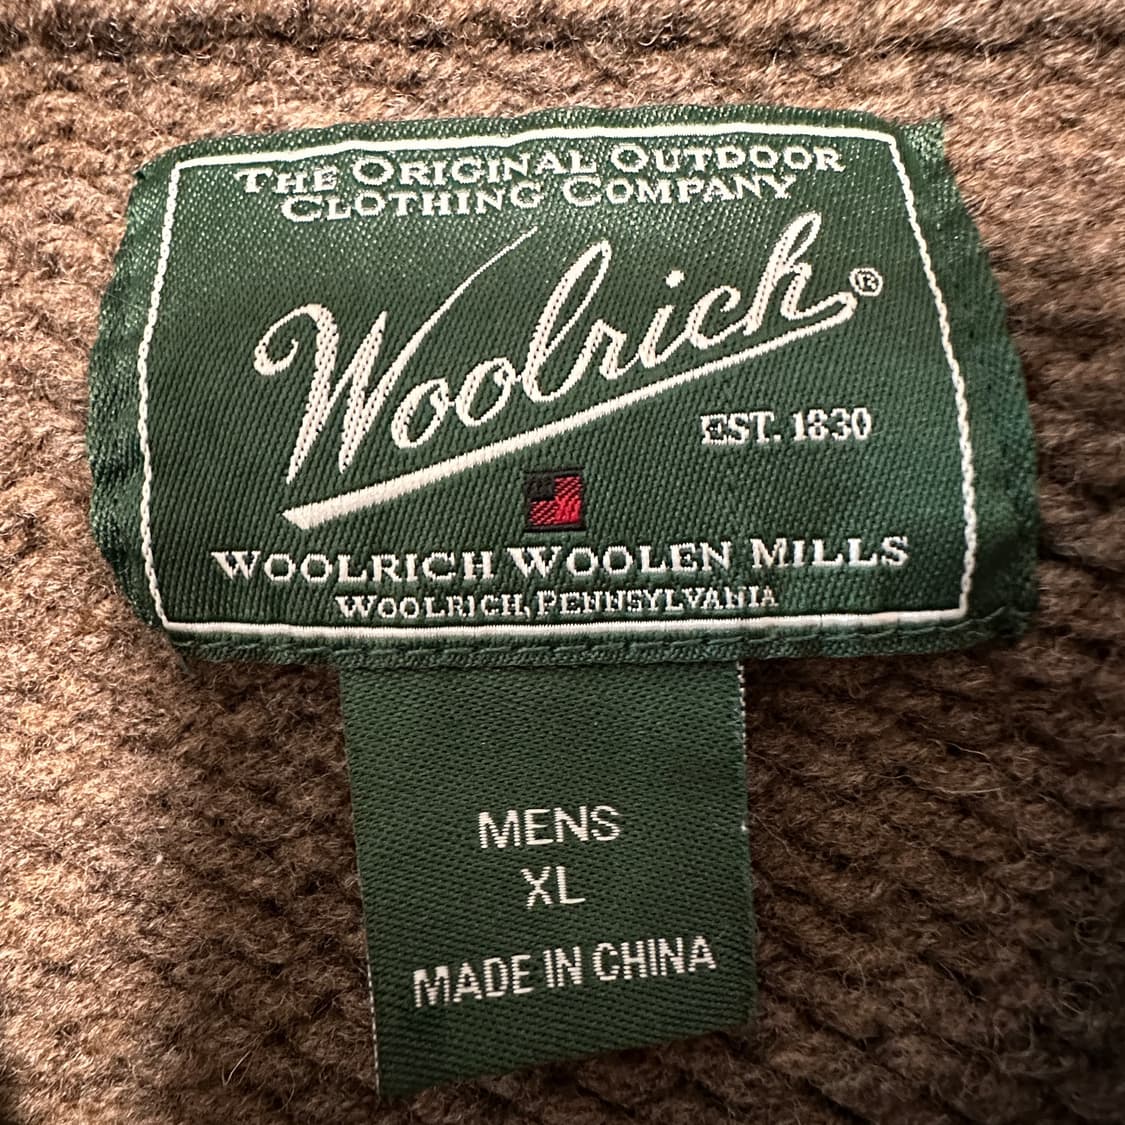 The Original Outdoor
Clothing Company
Woolrich®
EST. 1830
Woolrich Woolen Mills
Woolrich, Pennsylvania
MENS
XL
MADE IN CHINA